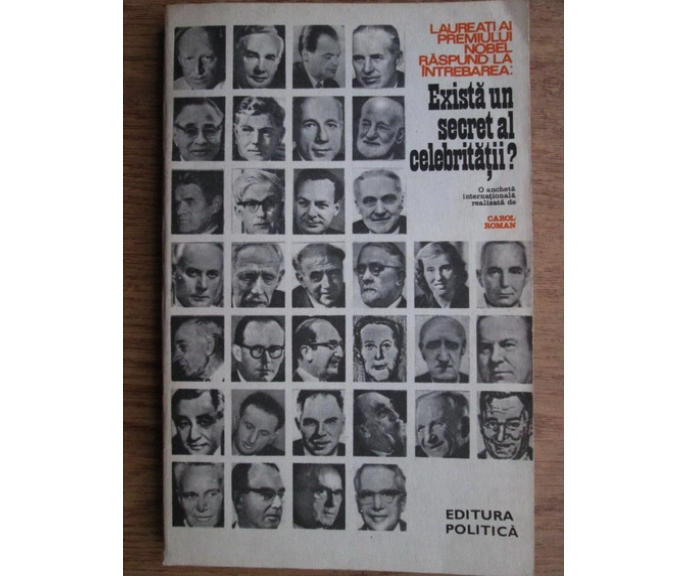 LAUREAȚI AI
PREMIULUI
NOBEL
RĂSPUND LA
ÎNTREBAREA:
Există un
secret al
celebrității?
O anchetă
internațională
realizată de
CAROL
ROMAN
EDITURA
POLITICĂ